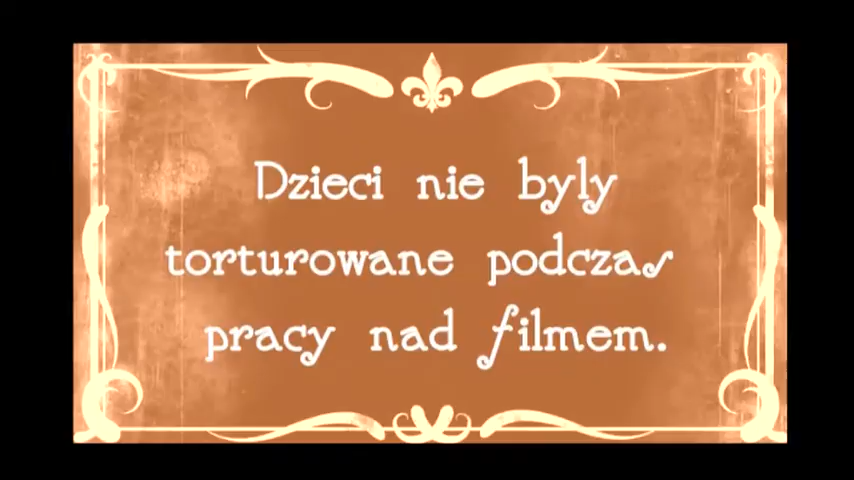 Dzieci nie byly
torturowane podczas
pracy nad filmem.